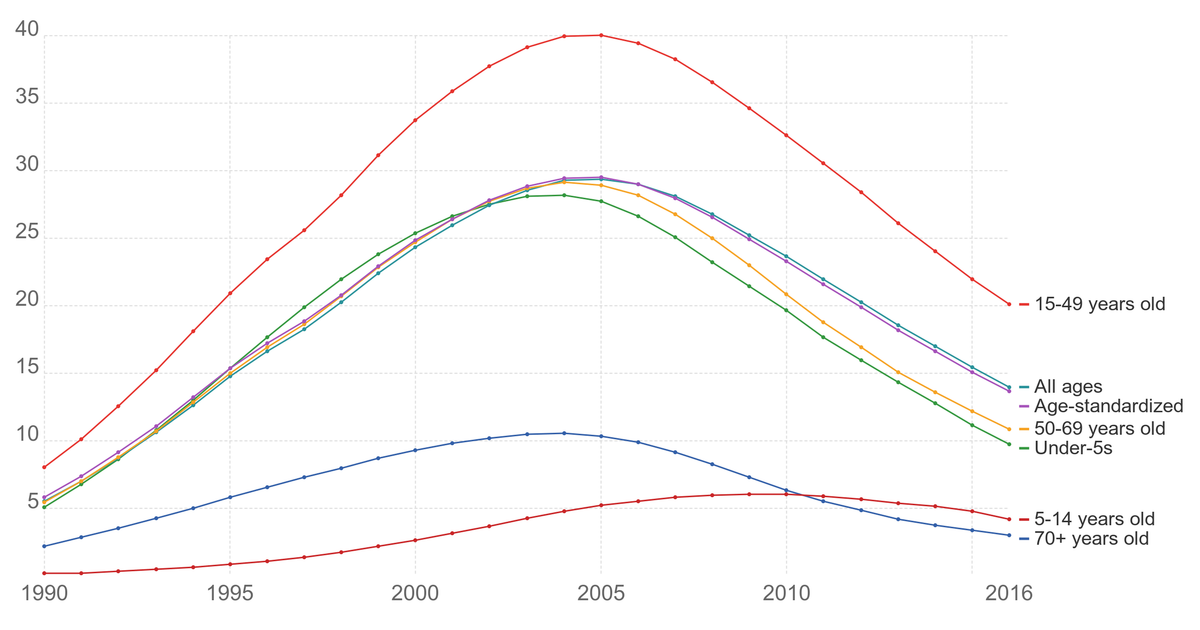 40
35
30
25
20
15
10
5
1990 1995 2000 2005 2010 2016
15-49 years old
All ages
Age-standardized
50-69 years old
Under-5s
5-14 years old
70+ years old